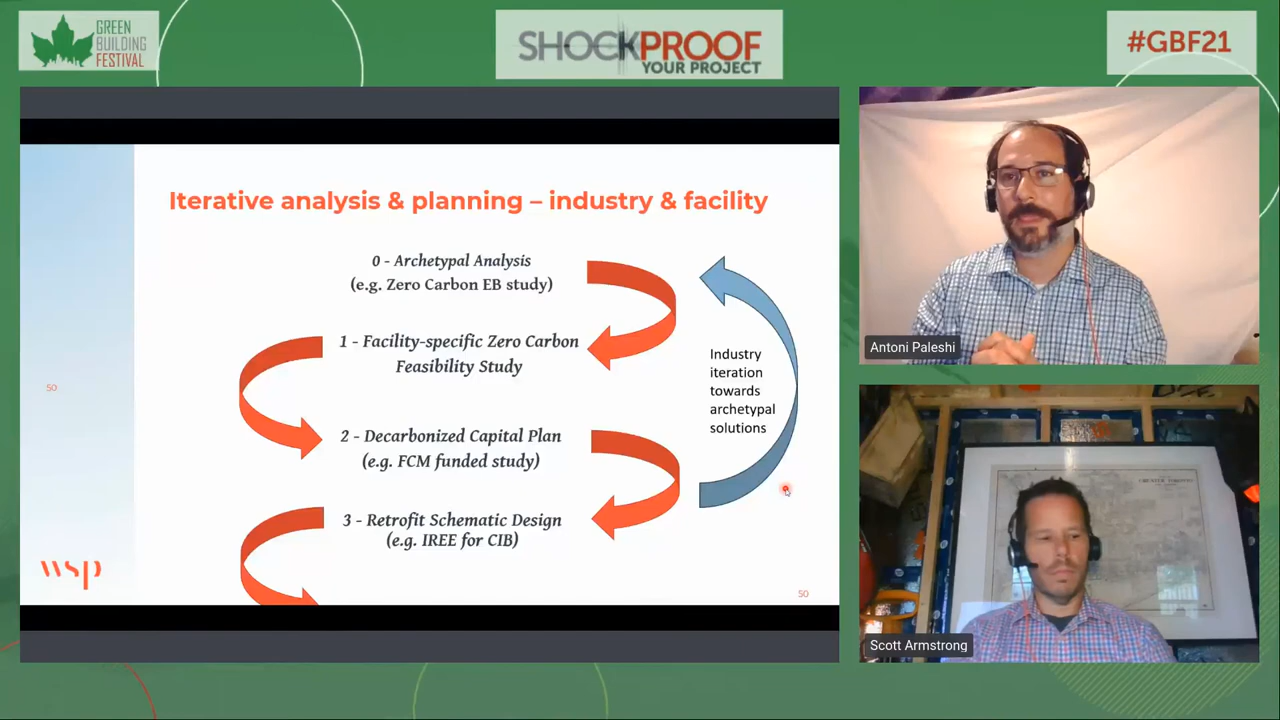 GREEN
BUILDING
FESTIVAL
SHOCKPROOF
YOUR PROJECT
#GBF21
Iterative analysis & planning – industry & facility
0 - Archetypal Analysis
(e.g. Zero Carbon EB study)
1 - Facility-specific Zero Carbon
Feasibility Study
50
2 - Decarbonized Capital Plan
(e.g. FCM funded study)
3 - Retrofit Schematic Design
(e.g. IREE for CIB)
Industry
iteration
towards
archetypal
solutions
wsp
50
Antoni Paleshi
GREATER TORONTO
Scott Armstrong